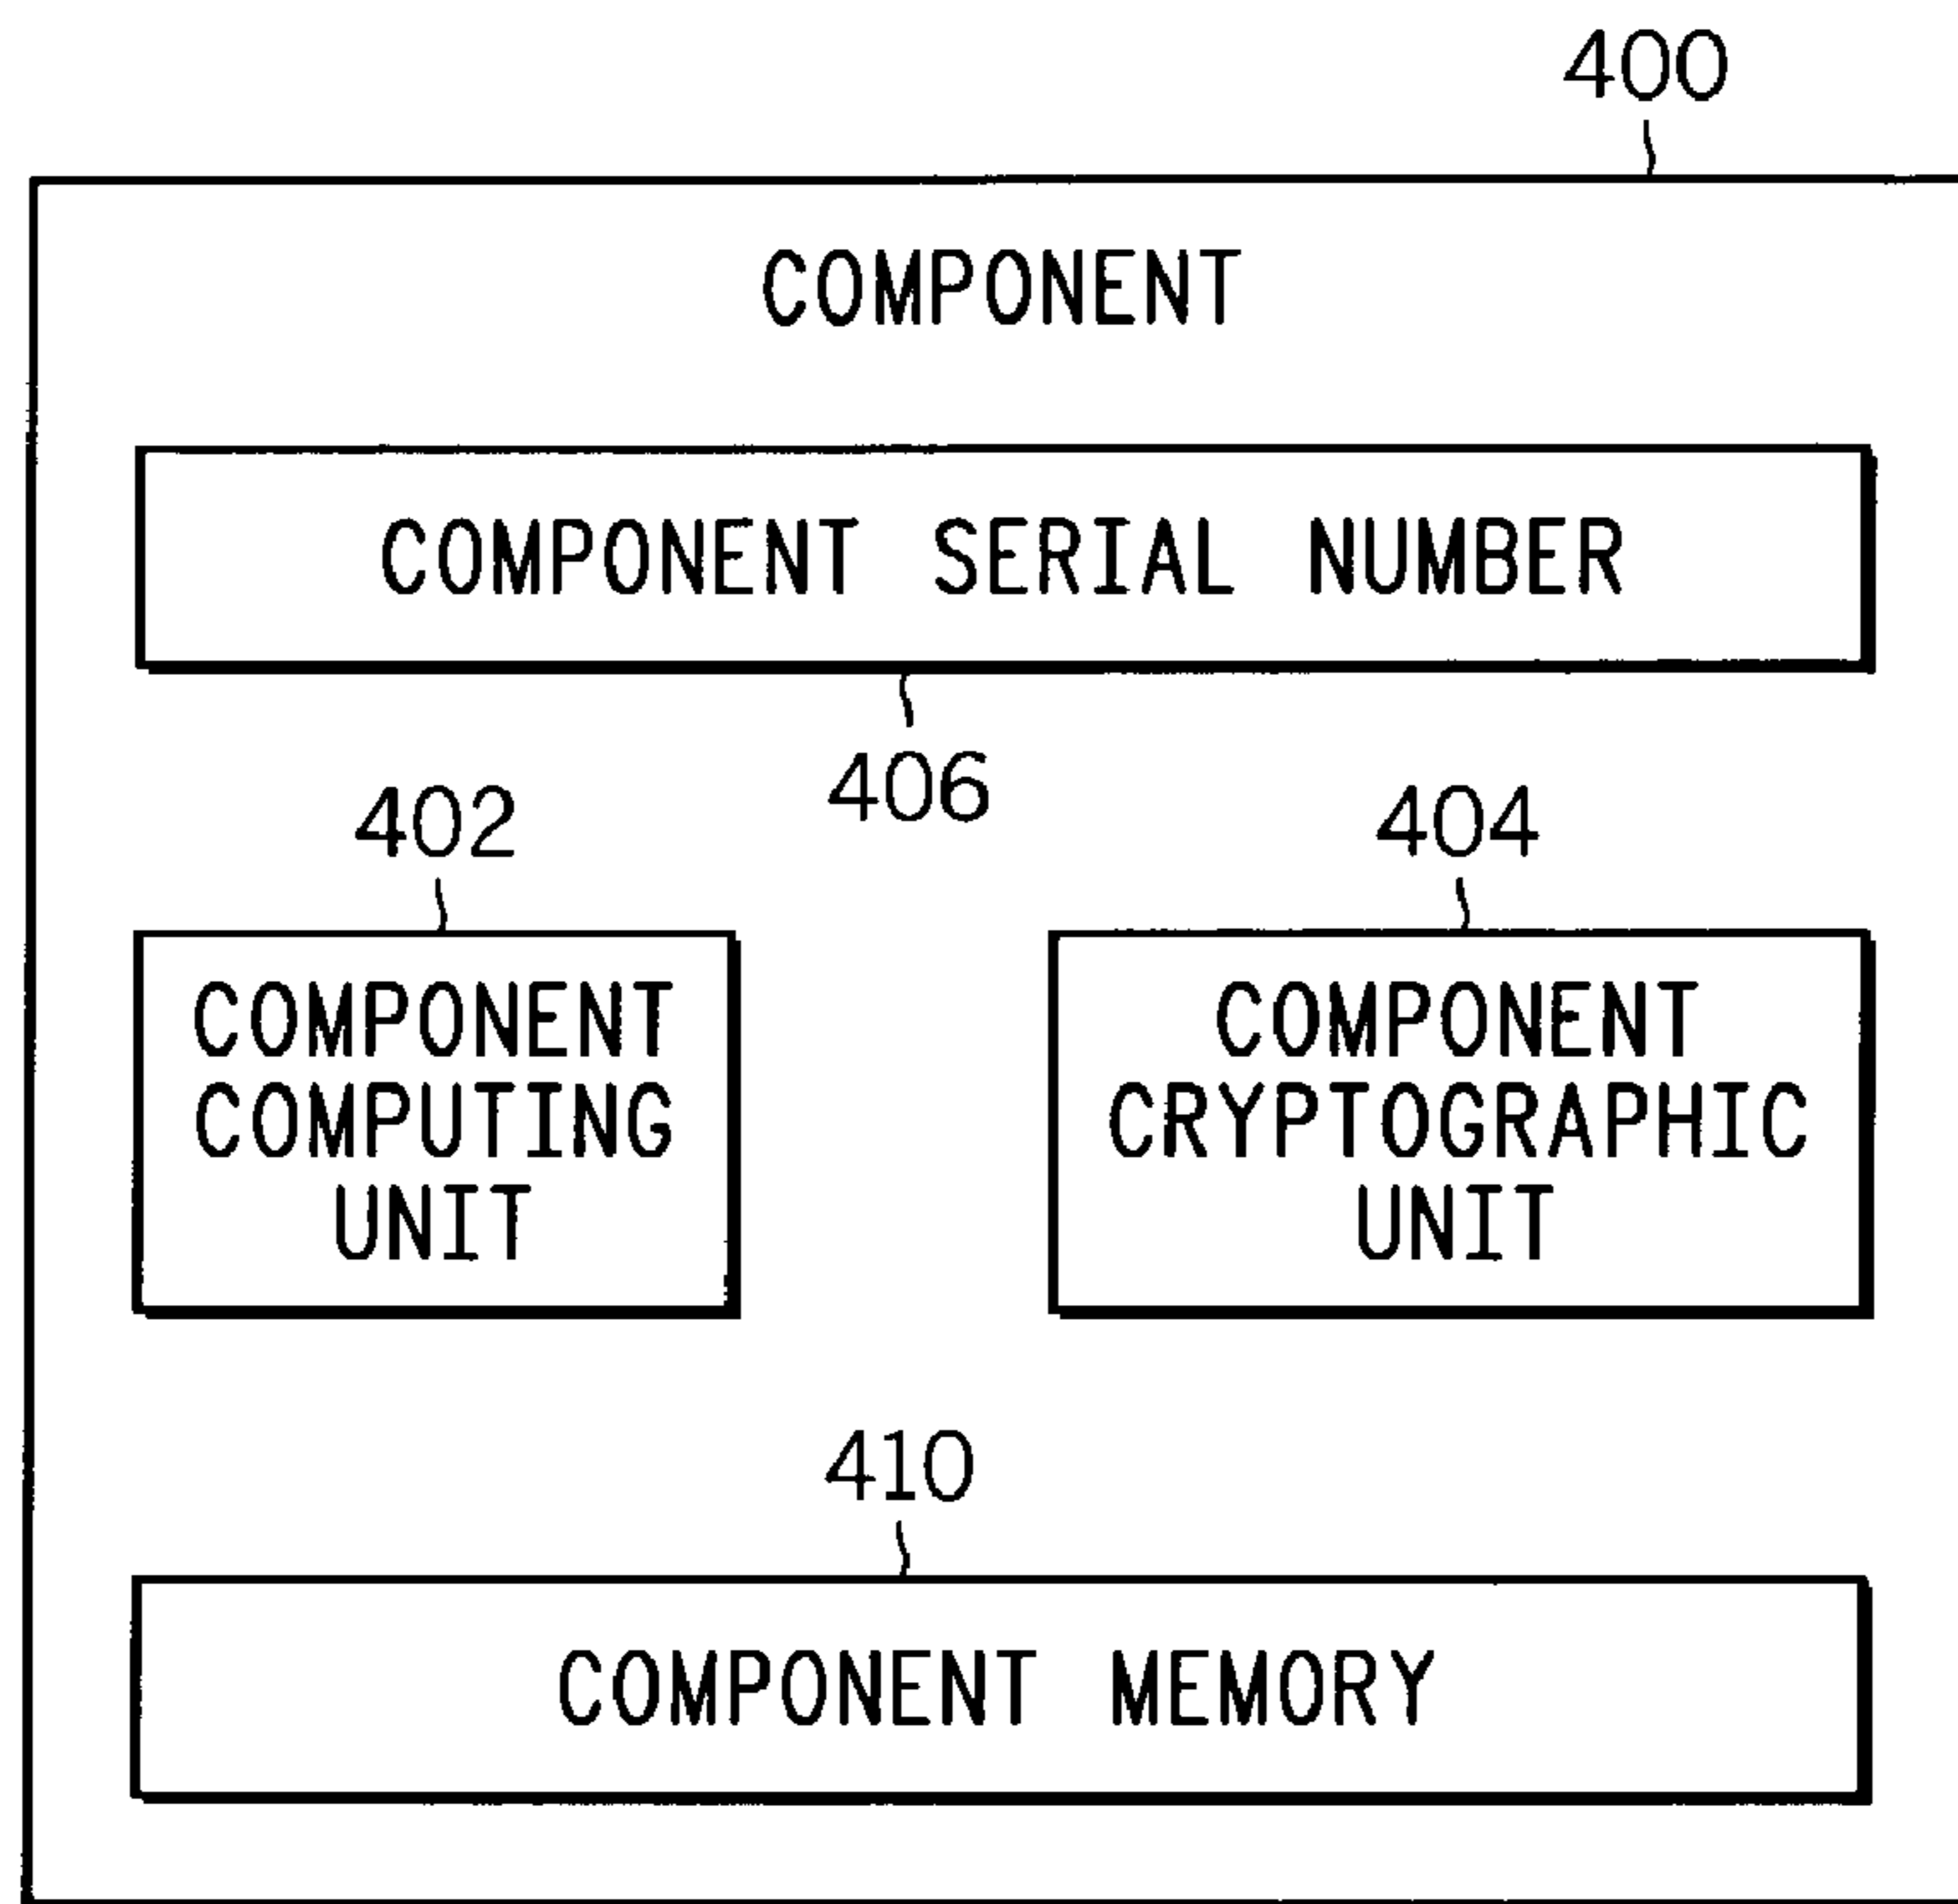 400
COMPONENT
COMPONENT SERIAL NUMBER
406
402
404
COMPONENT
COMPUTING
UNIT
COMPONENT
CRYPTOGRAPHIC
UNIT
410
COMPONENT MEMORY